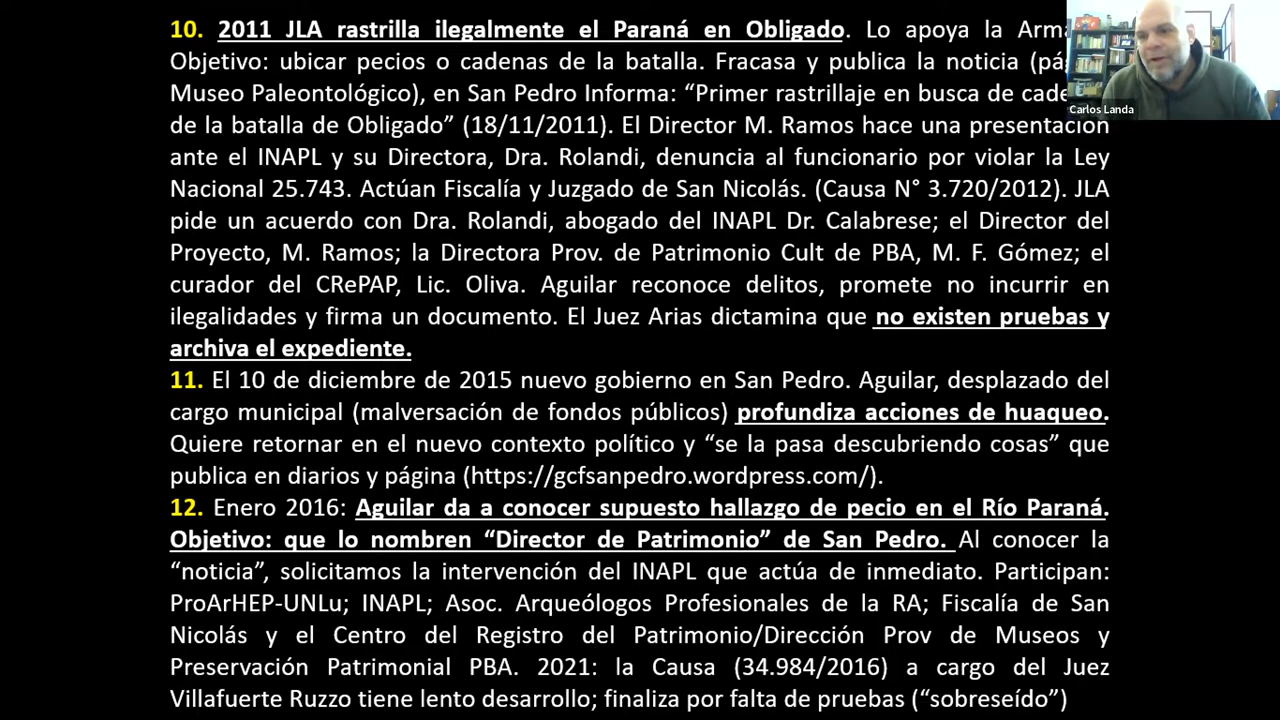 10. 2011 JLA rastrilla ilegalmente el Paraná en Obligado. Lo apoya la
Objetivo: ubicar pecios o cadenas de la batalla. Fracasa y publica la noticia
Museo Paleontológico), en San Pedro Informa: “Primer rastrillaje en busca de
de la batalla de Obligado” (18/11/2011). El Director M. Ramos hace una presentación
ante el INAPL y su Directora, Dra. Rolandi, denuncia al funcionario por violar la Ley
Nacional 25.743. Actúan Fiscalía y Juzgado de San Nicolás. (Causa N° 3.720/2012). JLA
pide un acuerdo con Dra. Rolandi, abogado del INAPL Dr. Calabrese; el Director del
Proyecto, M. Ramos; la Directora Prov. de Patrimonio Cult de PBA, M. F. Gómez; el
curador del CRePAP, Lic. Oliva. Aguilar reconoce delitos, promete no incurrir en
ilegalidades y firma un documento. El Juez Arias dictamina que no existen pruebas y
archiva el expediente.
11. El 10 de diciembre de 2015 nuevo gobierno en San Pedro. Aguilar, desplazado del
cargo municipal (malversación de fondos públicos) profundiza acciones de huaqueo.
Quiere retornar en el nuevo contexto político y “se la pasa descubriendo cosas” que
publica en diarios y página (https://gcfsanpedro.wordpress.com/).
12. Enero 2016: Aguilar da a conocer supuesto hallazgo de pecio en el Río Paraná.
Objetivo: que lo nombren “Director de Patrimonio” de San Pedro. Al conocer la
“noticia”, solicitamos la intervención del INAPL que actúa de inmediato. Participan:
ProArHEP-UNLu; INAPL; Asoc. Arqueólogos Profesionales de la RA; Fiscalía de San
Nicolás y el Centro del Registro del Patrimonio/Dirección Prov de Museos y
Preservación Patrimonial PBA. 2021: la Causa (34.984/2016) a cargo del Juez
Villafuerte Ruzzo tiene lento desarrollo; finaliza por falta de pruebas (“sobreseído”)
Carlos Landa